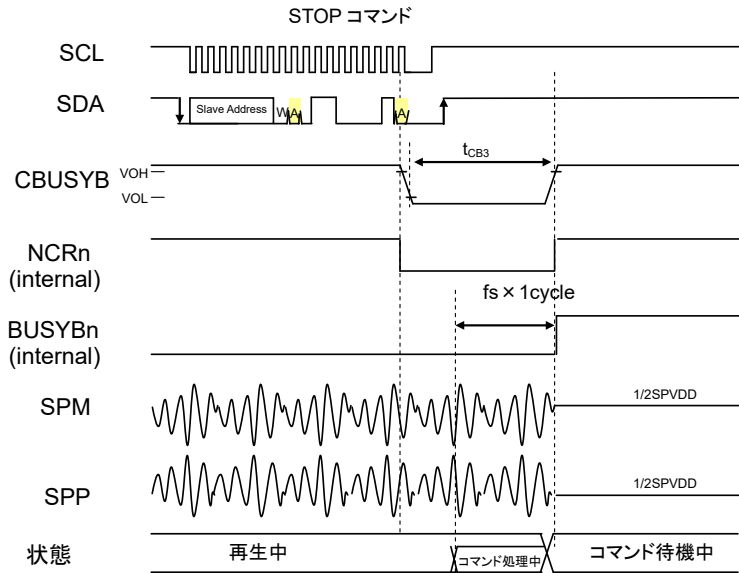 STOP コマンド
SCL
SDA
Slave Address
W
A
A
CBUSYB
VOH
VOL
tCB3
NCRn
(internal)
fs×1cycle
BUSYBn
(internal)
SPM
1/2SPVDD
SPP
1/2SPVDD
状態
再生中
コマンド処理中
コマンド待機中